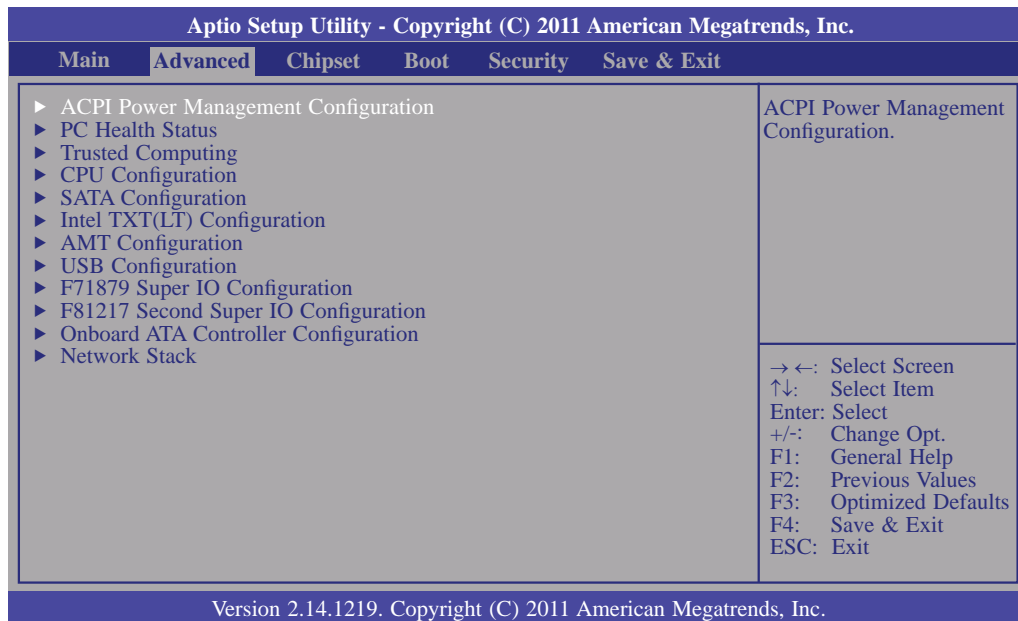 Aptio Setup Utility - Copyright (C) 2011 American Megatrends, Inc.
Main Advanced Chipset Boot Security Save & Exit
► ACPI Power Management Configuration
► PC Health Status
► Trusted Computing
► CPU Configuration
► SATA Configuration
► Intel TXT(LT) Configuration
► AMT Configuration
► USB Configuration
► F71879 Super IO Configuration
► F81217 Second Super IO Configuration
► Onboard ATA Controller Configuration
► Network Stack
ACPI Power Management
Configuration.
→ ←: Select Screen
↑↓: Select Item
Enter: Select
+/-: Change Opt.
F1: General Help
F2: Previous Values
F3: Optimized Defaults
F4: Save & Exit
ESC: Exit
Version 2.14.1219. Copyright (C) 2011 American Megatrends, Inc.